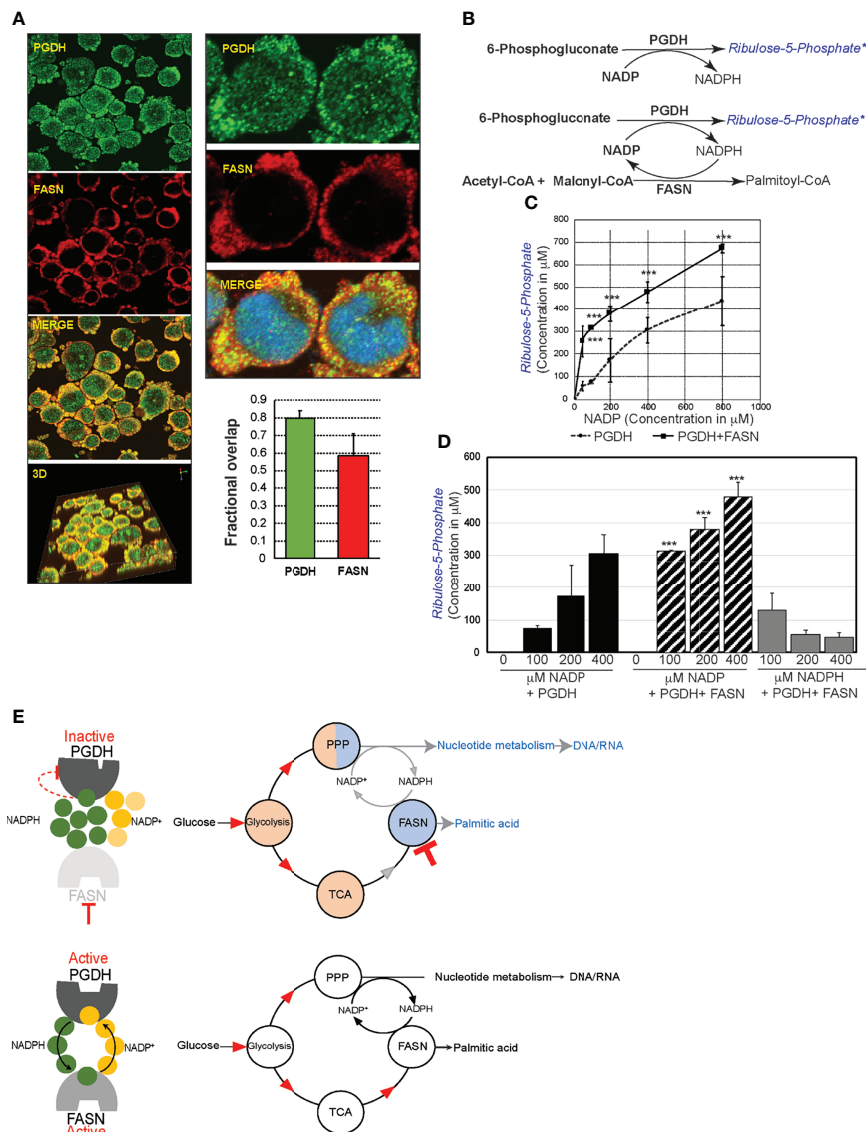 A
PGDH
FASN
MERGE
3D
PGDH
FASN
MERGE
Fractional overlap
0.9
0.8
0.7
0.6
0.5
0.4
0.3
0.2
0.1
0
PGDH
FASN
B
6-Phosphogluconate
PGDH
Ribulose-5-Phosphate*
NADP
NADPH
6-Phosphogluconate
PGDH
Ribulose-5-Phosphate*
NADP
NADPH
Acetyl-CoA + Malonyl-CoA
FASN
Palmitoyl-CoA
C
Ribulose-5-Phosphate
(Concentration in µM)
800
700
600
500
400
300
200
100
0
***
***
***
***
***
0 200 400 600 800 1000
NADP (Concentration in µM)
PGDH
PGDH+FASN
D
Ribulose-5-Phosphate
(Concentration in µM)
600
500
400
300
200
100
0
***
***
***
0 100 200 400
0 100 200 400
100 200 400
µM NADP
+ PGDH
µM NADP
+ PGDH+ FASN
µM NADPH
+ PGDH+ FASN
E
Inactive
PGDH
NADPH
NADP+
FASN
Glucose
Glycolysis
PPP
NADP+
NADPH
Nucleotide metabolism
DNA/RNA
FASN
Palmitic acid
TCA
Active
PGDH
NADPH
NADP+
FASN
Active
Glucose
Glycolysis
PPP
NADP+
NADPH
Nucleotide metabolism
DNA/RNA
FASN
Palmitic acid
TCA